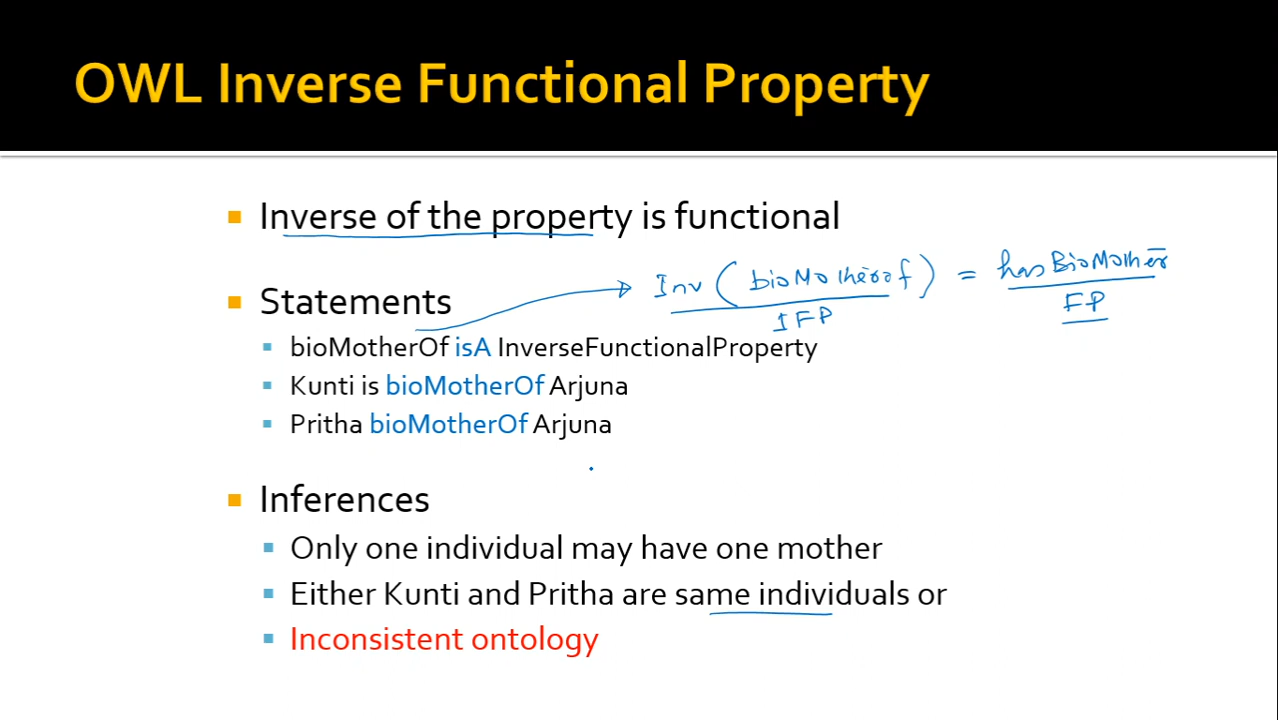 OWL Inverse Functional Property
Inverse of the property is functional
Inv (bioMotherof) = hasBioMother
IFP FP
Statements
bioMotherOf isA InverseFunctionalProperty
Kunti is bioMotherOf Arjuna
Pritha bioMotherOf Arjuna
Inferences
Only one individual may have one mother
Either Kunti and Pritha are same individuals or
Inconsistent ontology